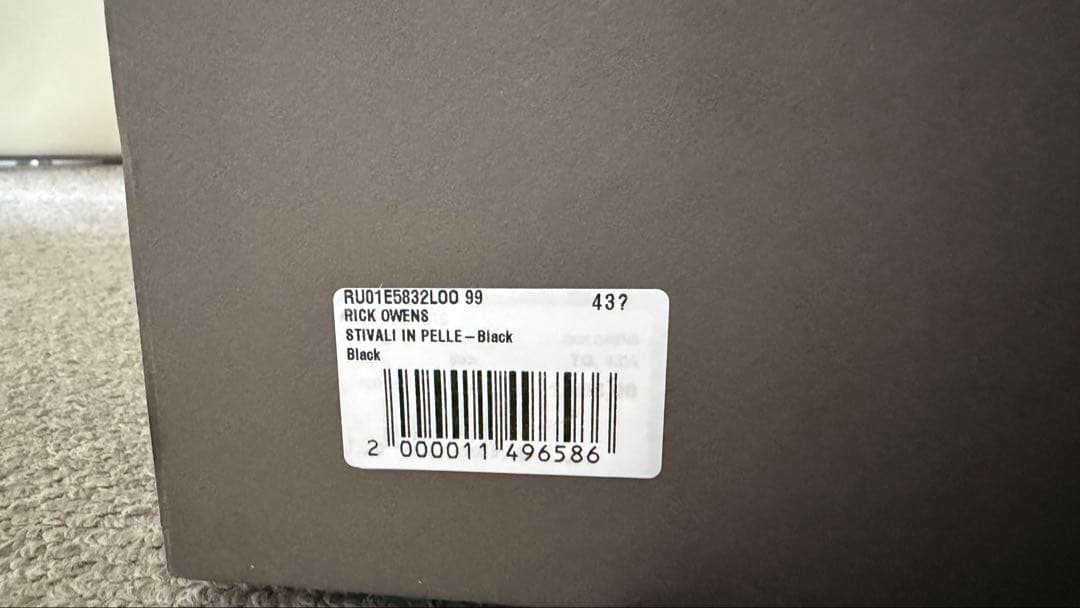 RU01E5832LOO 99 43?
RICK OWENS
STIVALI IN PELLE-Black
Black
2 000011 496586